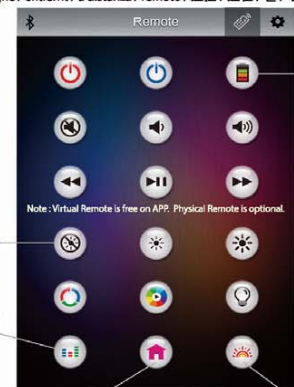 Remote
Note : Virtual Remote is free on APP. Physical Remote is optional.